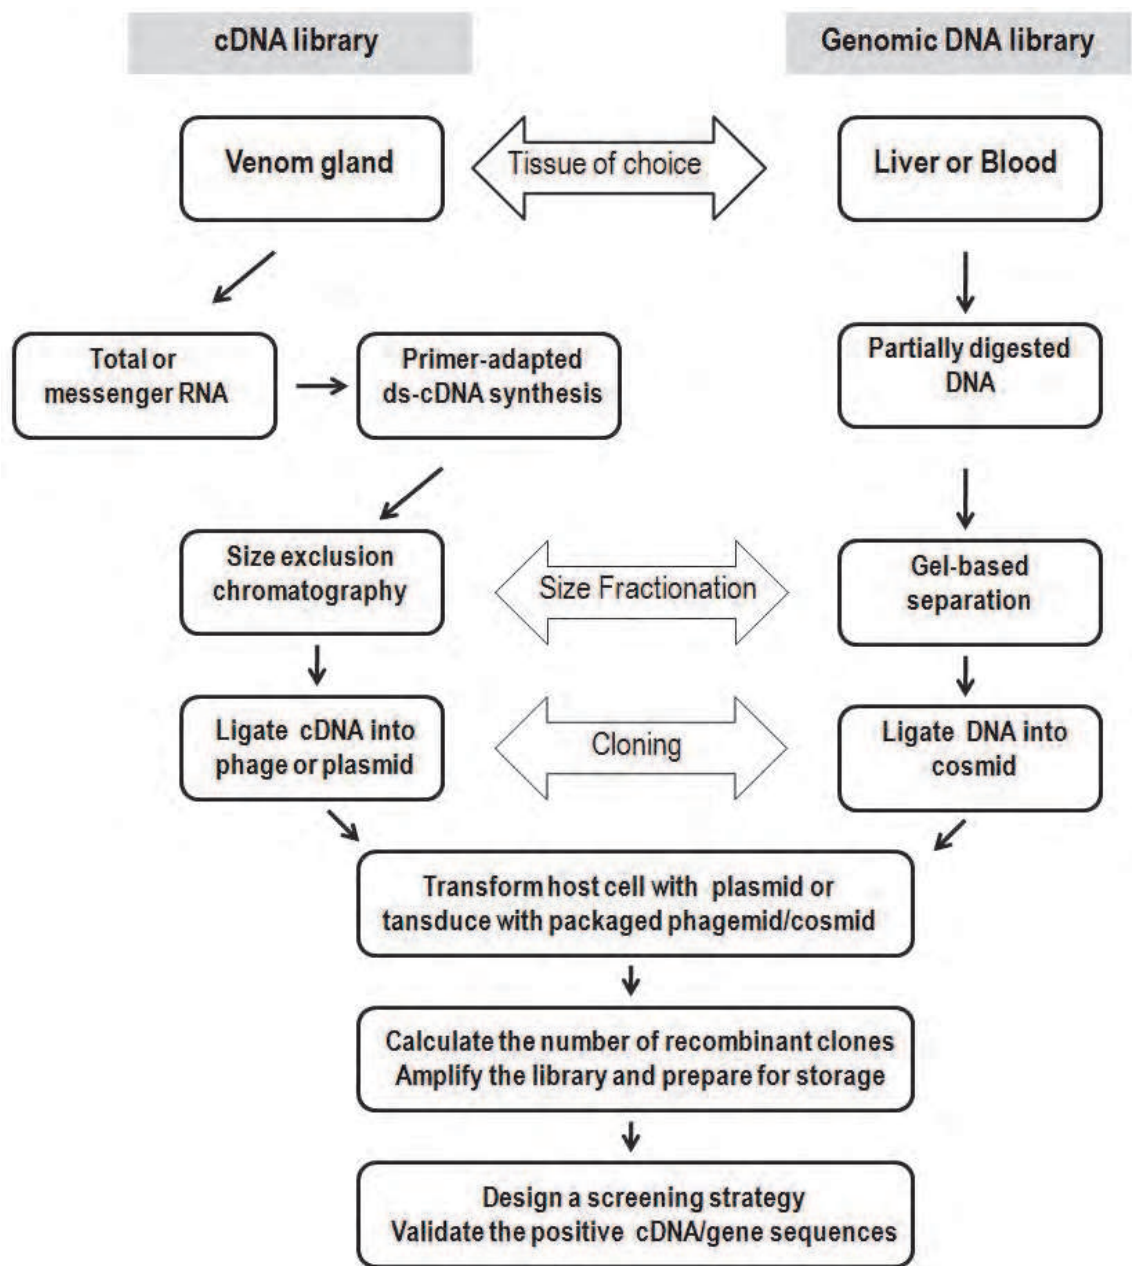 cDNA library
Genomic DNA library
Venom gland
Tissue of choice
Liver or Blood
Total or
messenger RNA
Primer-adapted
ds-cDNA synthesis
Partially digested
DNA
Size exclusion
chromatography
Size Fractionation
Gel-based
separation
Ligate cDNA into
phage or plasmid
Cloning
Ligate DNA into
cosmid
Transform host cell with plasmid or
tansduce with packaged phagemid/cosmid
Calculate the number of recombinant clones
Amplify the library and prepare for storage
Design a screening strategy
Validate the positive cDNA/gene sequences